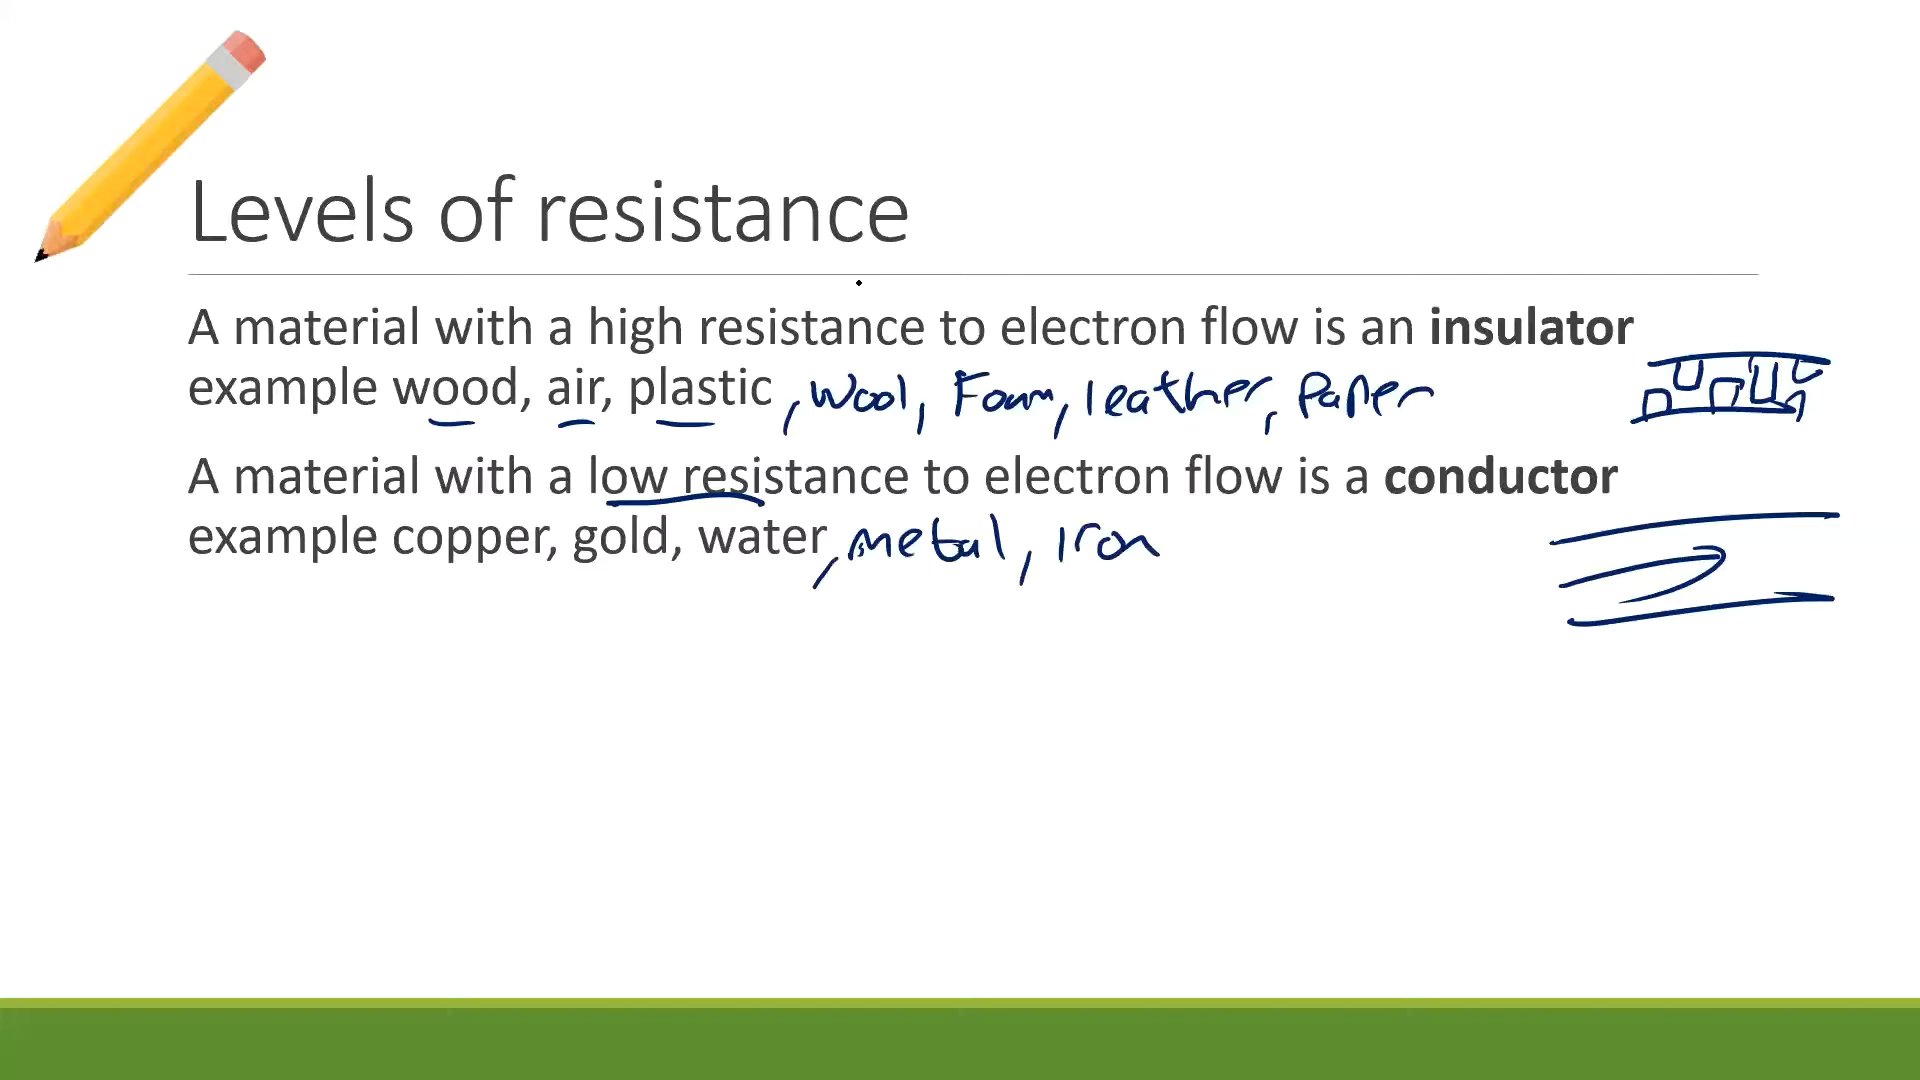 Levels of resistance
A material with a high resistance to electron flow is an insulator
example wood, air, plastic , Wool, Foam, leather, Paper
A material with a low resistance to electron flow is a conductor
example copper, gold, water, metal, Iron